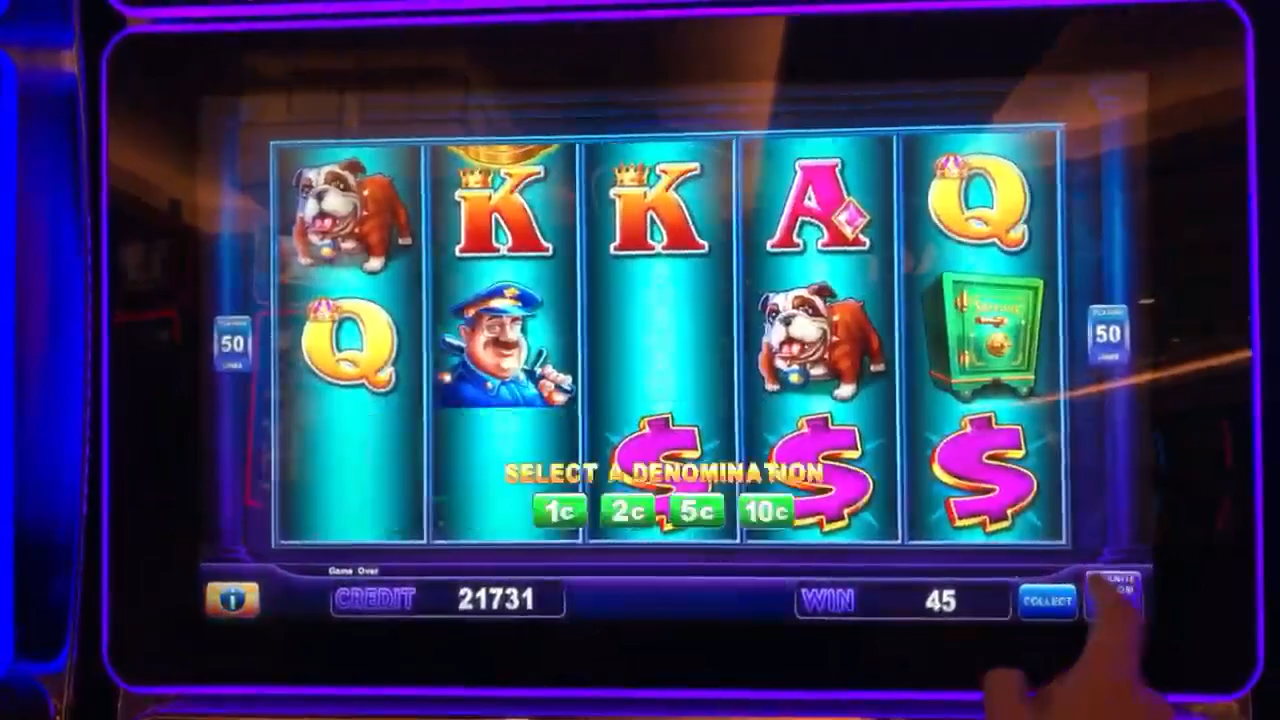 K K A Q
Q
50
50
$ $ $
SELECT A DENOMINATION
1c 2c 5c 10c
Game Over
i CREDIT 21731 WIN 45 COLLECT